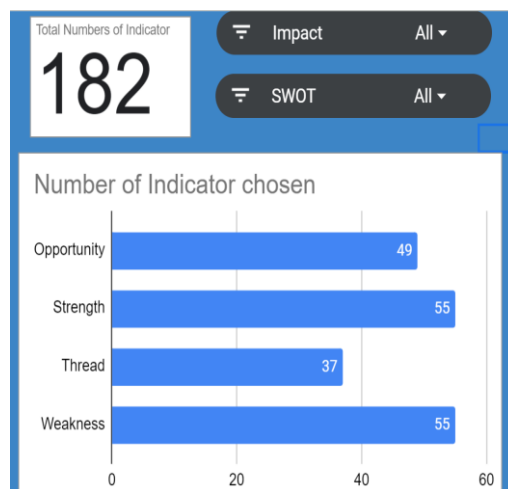 Total Numbers of Indicator
182
Impact All
SWOT All
Number of Indicator chosen
Opportunity 49
Strength 55
Thread 37
Weakness 55
0 20 40 60